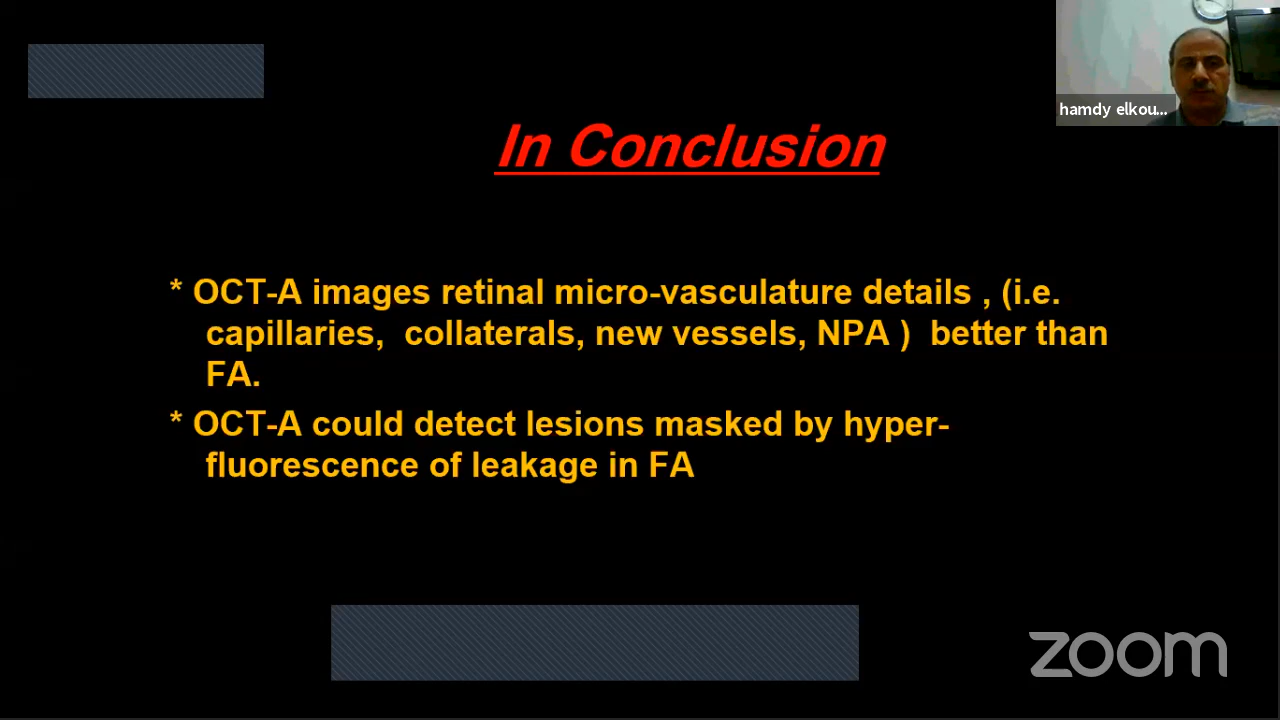 hamdy elkou...
In Conclusion
* OCT-A images retinal micro-vasculature details , (i.e.
capillaries, collaterals, new vessels, NPA ) better than
FA.
* OCT-A could detect lesions masked by hyper-
fluorescence of leakage in FA
zoom